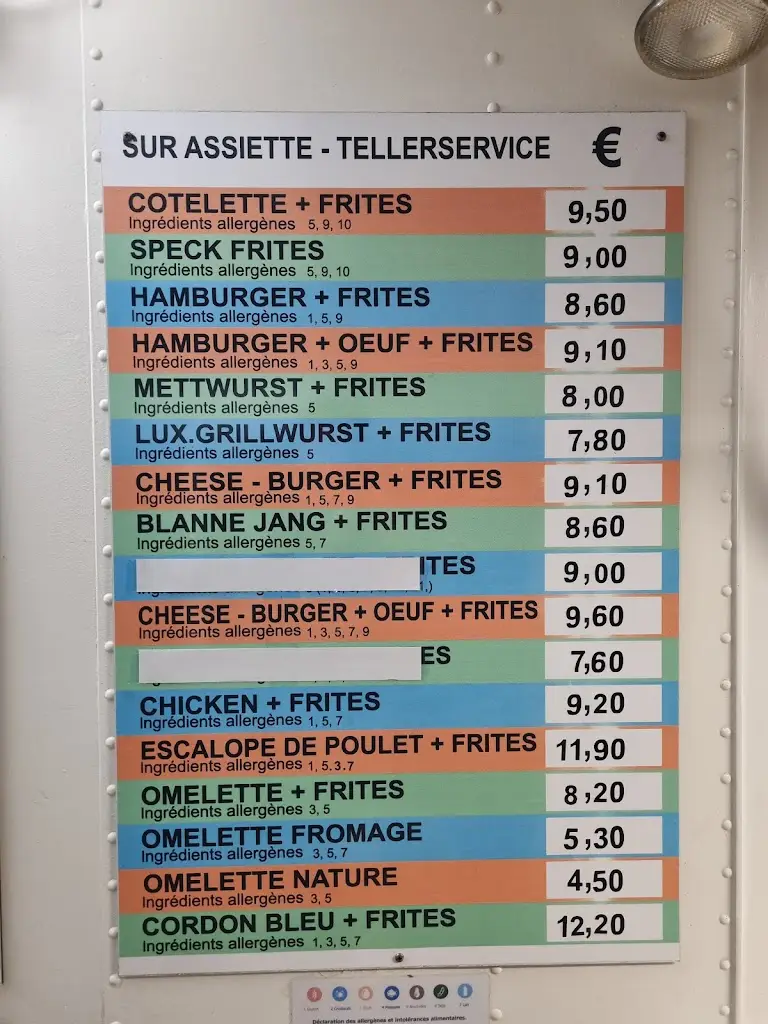 SUR ASSIETTE - TELLERSERVICE €
COTELETTE + FRITES 9,50
Ingrédients allergènes 5, 9, 10
SPECK FRITES 9,00
Ingrédients allergènes 5, 9, 10
HAMBURGER + FRITES 8,60
Ingrédients allergènes 1, 5, 9
HAMBURGER + OEUF + FRITES 9,10
Ingrédients allergènes 1, 3, 5, 9
METTWURST + FRITES 8,00
Ingrédients allergènes 5
LUX.GRILLWURST + FRITES 7,80
Ingrédients allergènes 5
CHEESE - BURGER + FRITES 9,10
Ingrédients allergènes 1, 5, 7, 9
BLANNE JANG + FRITES 8,60
Ingrédients allergènes 5, 7
ITES 9,00
CHEESE - BURGER + OEUF + FRITES 9,60
Ingrédients allergènes 1, 3, 5, 7, 9
ES 7,60
CHICKEN + FRITES 9,20
Ingrédients allergènes 1, 5, 7
ESCALOPE DE POULET + FRITES 11,90
Ingrédients allergènes 1, 5.3.7
OMELETTE + FRITES 8,20
Ingrédients allergènes 3, 5
OMELETTE FROMAGE 5,30
Ingrédients allergènes 3, 5, 7
OMELETTE NATURE 4,50
Ingrédients allergènes 3, 5
CORDON BLEU + FRITES 12,20
Ingrédients allergènes 1, 3, 5, 7
Déclaration des allergènes et intolérances alimentaires.